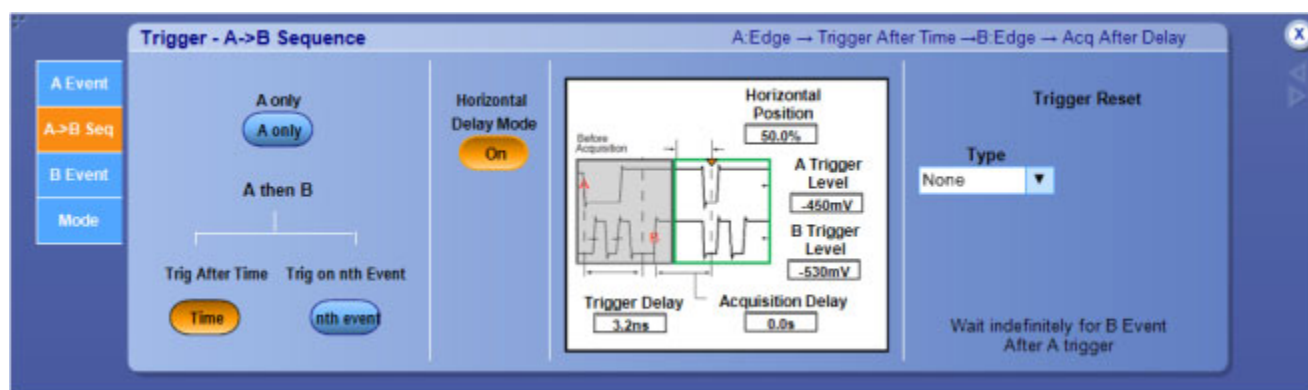 Trigger - A->B Sequence
A:Edge → Trigger After Time →B:Edge → Acq After Delay
X
A Event
A->B Seq
B Event
Mode
A only
A only
A then B
Trig After Time
Trig on nth Event
Time
nth event
Horizontal
Delay Mode
On
Horizontal
Position
50.0%
Before
Acquisition
A
B
A Trigger
Level
-450mV
B Trigger
Level
-530mV
Trigger Delay
3.2ns
Acquisition Delay
0.0s
Trigger Reset
Type
None
Wait indefinitely for B Event
After A trigger